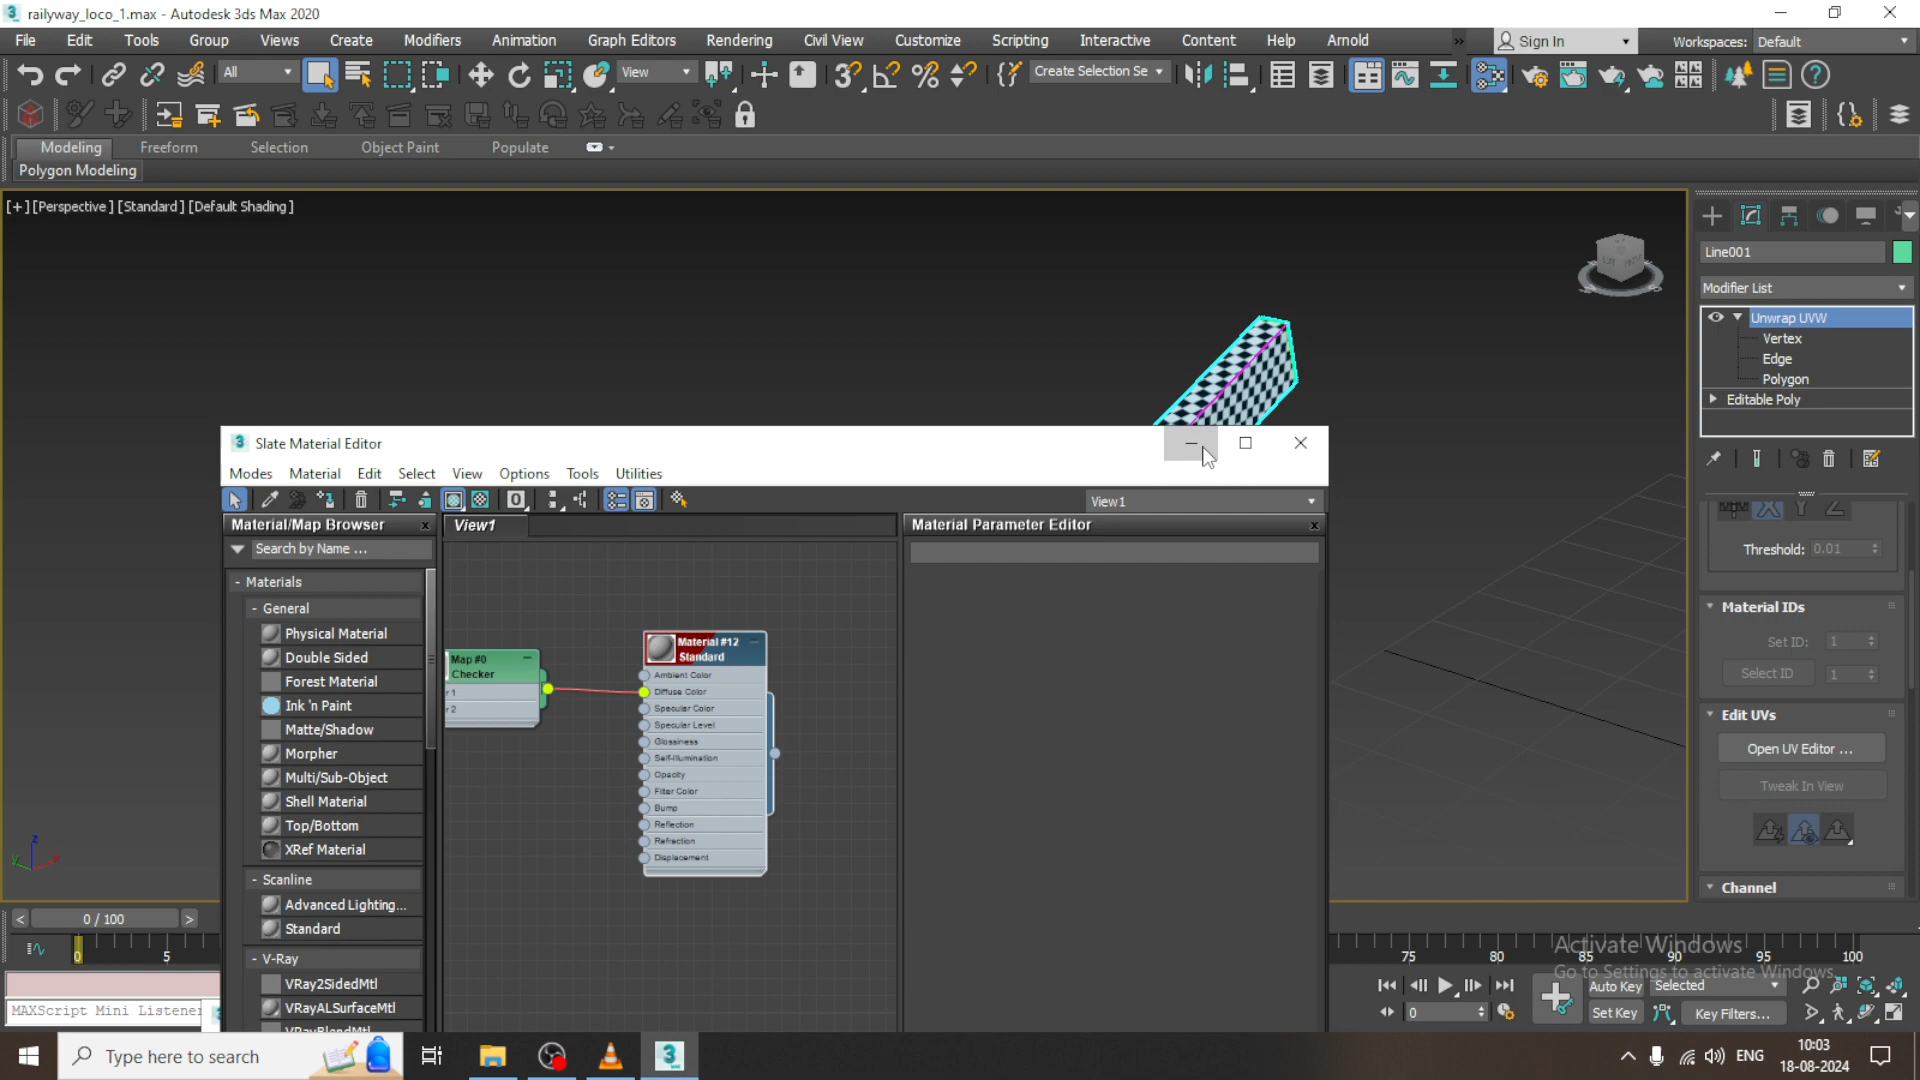 railyway_loco_1.max - Autodesk 3ds Max 2020
File Edit Tools Group Views Create Modifiers Animation Graph Editors Rendering Civil View Customize Scripting Interactive Content Help Arnold Sign In Workspaces: Default
All View Create Selection Se
Modeling Freeform Selection Object Paint Populate
Polygon Modeling
[+] [Perspective] [Standard] [Default Shading]
Line001
Modifier List
Unwrap UVW
Vertex
Edge
Polygon
Editable Poly
Threshold: 0.01
Material IDs
Set ID: 1
Select ID 1
Edit UVs
Open UV Editor ...
Tweak In View
Channel
Slate Material Editor
Modes Material Edit Select View Options Tools Utilities
View1
Material/Map Browser
View1
Material Parameter Editor
Search by Name ...
- Materials
- General
Physical Material
Double Sided
Forest Material
Ink 'n Paint
Matte/Shadow
Morpher
Multi/Sub-Object
Shell Material
Top/Bottom
XRef Material
- Scanline
Advanced Lighting...
Standard
- V-Ray
VRay2SidedMtl
VRayALSurfaceMtl
VRayBlendMtl
Map #0
Checker
r 1
r 2
Material #12
Standard
Ambient Color
Diffuse Color
Specular Color
Specular Level
Glossiness
Self-Illumination
Opacity
Filter Color
Bump
Reflection
Refraction
Displacement
0 / 100
0 5 75 80 85 90 95 100
MAXScript Mini Listener
Activate Windows
Go to Settings to activate Windows.
Auto Key Selected
0 Set Key Key Filters...
Type here to search
ENG
10:03
18-08-2024